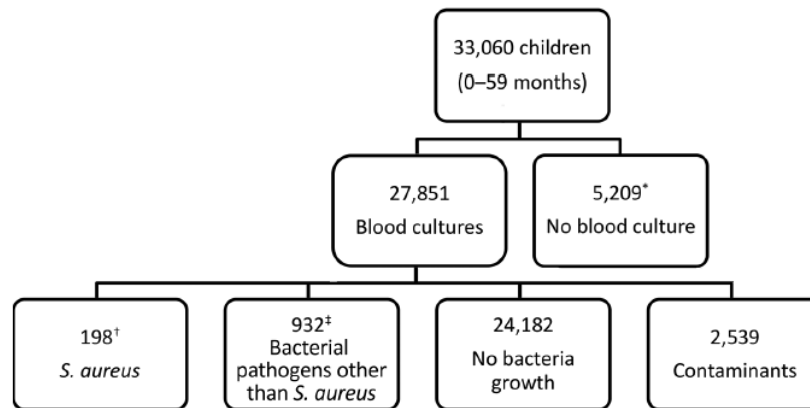 33,060 children
(0–59 months)
27,851
Blood cultures
5,209*
No blood culture
198†
S. aureus
932‡
Bacterial
pathogens other
than S. aureus
24,182
No bacteria
growth
2,539
Contaminants